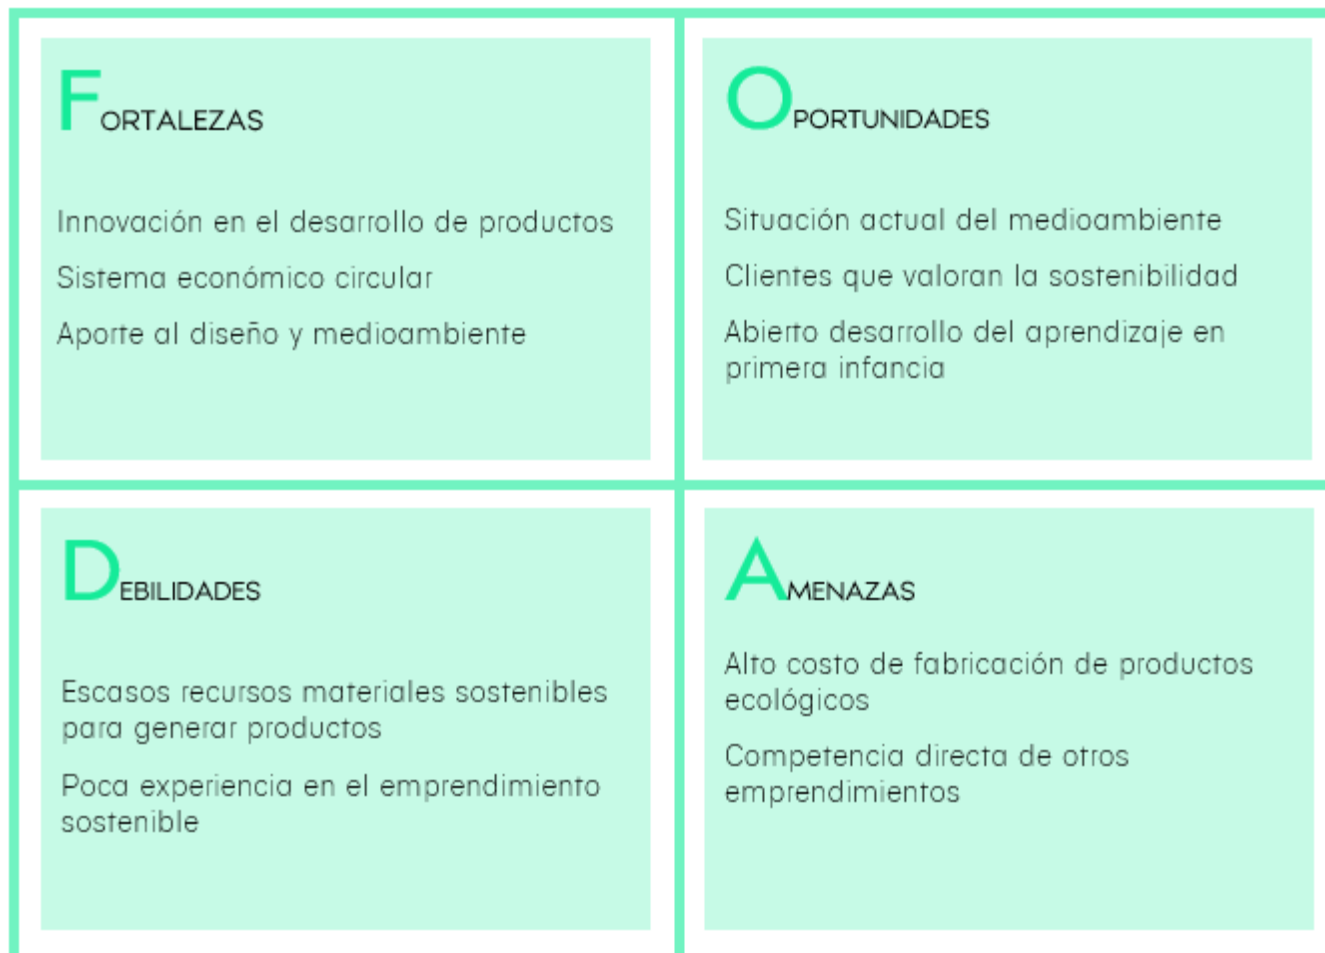 FORTALEZAS
Innovación en el desarrollo de productos
Sistema económico circular
Aporte al diseño y medioambiente
OPORTUNIDADES
Situación actual del medioambiente
Clientes que valoran la sostenibilidad
Abierto desarrollo del aprendizaje en
primera infancia
DEBILIDADES
Escasos recursos materiales sostenibles
para generar productos
Poca experiencia en el emprendimiento
sostenible
AMENAZAS
Alto costo de fabricación de productos
ecológicos
Competencia directa de otros
emprendimientos